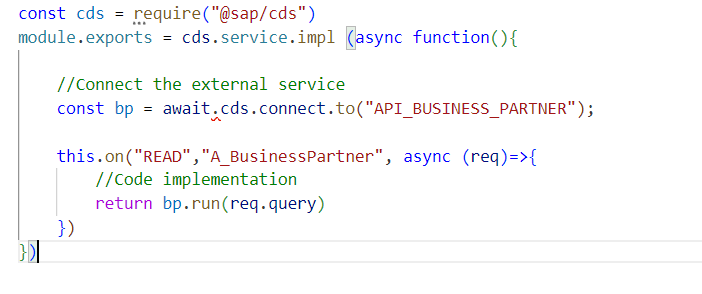 const cds = require("@sap/cds")
module.exports = cds.service.impl (async function(){
//Connect the external service
const bp = await.cds.connect.to("API_BUSINESS_PARTNER");
this.on("READ","A_BusinessPartner", async (req)=>{
//Code implementation
return bp.run(req.query)
})
})